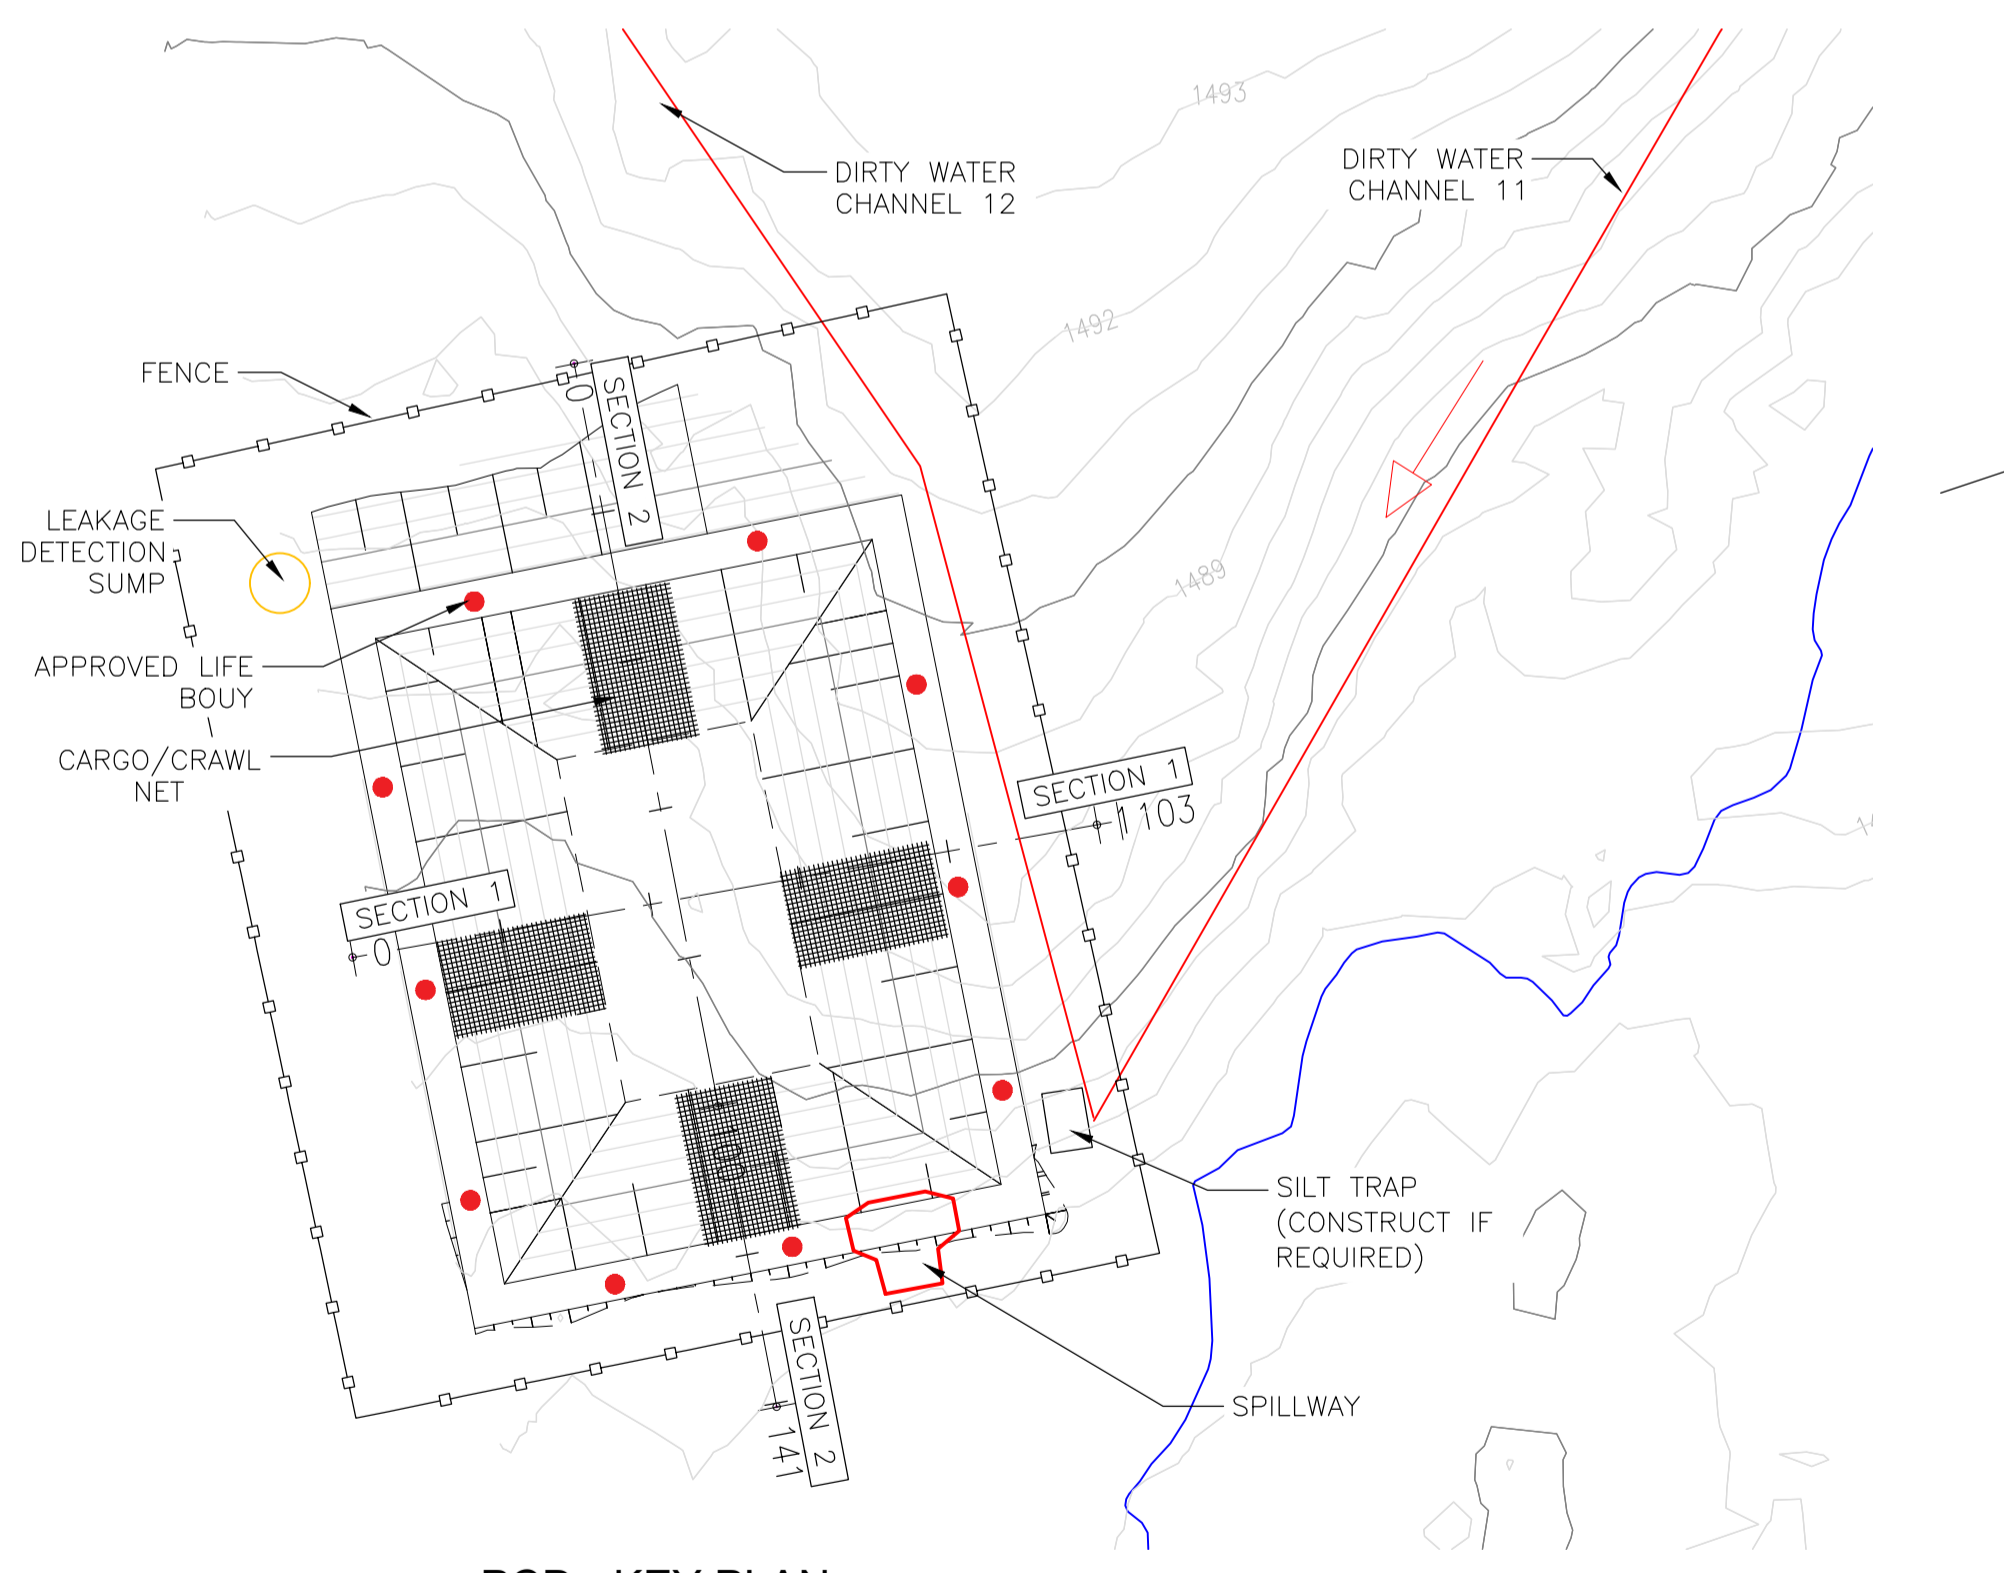 1493
DIRTY WATER
CHANNEL 12
DIRTY WATER
CHANNEL 11
1492
FENCE
0
SECTION 2
LEAKAGE
DETECTION
SUMP
1489
APPROVED LIFE
BOUY
CARGO/CRAWL
NET
SECTION 1
103
SECTION 1
0
100
SILT TRAP
(CONSTRUCT IF
REQUIRED)
SPILLWAY
SECTION 2
141